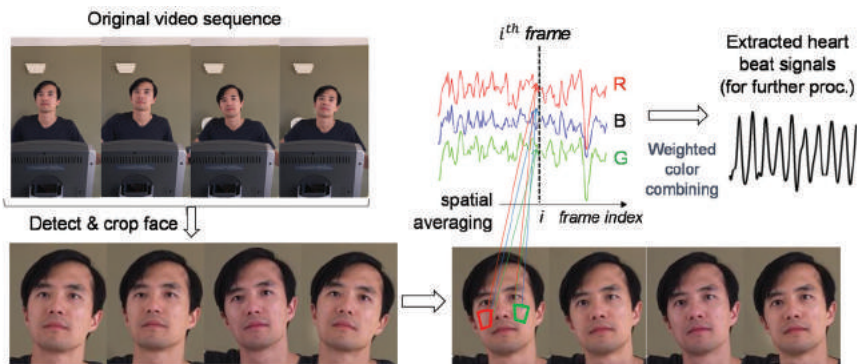 Original video sequence
Detect & crop face
iᵗʰ frame
R
B
G
spatial
averaging
i frame index
Extracted heart
beat signals
(for further proc.)
Weighted
color
combining